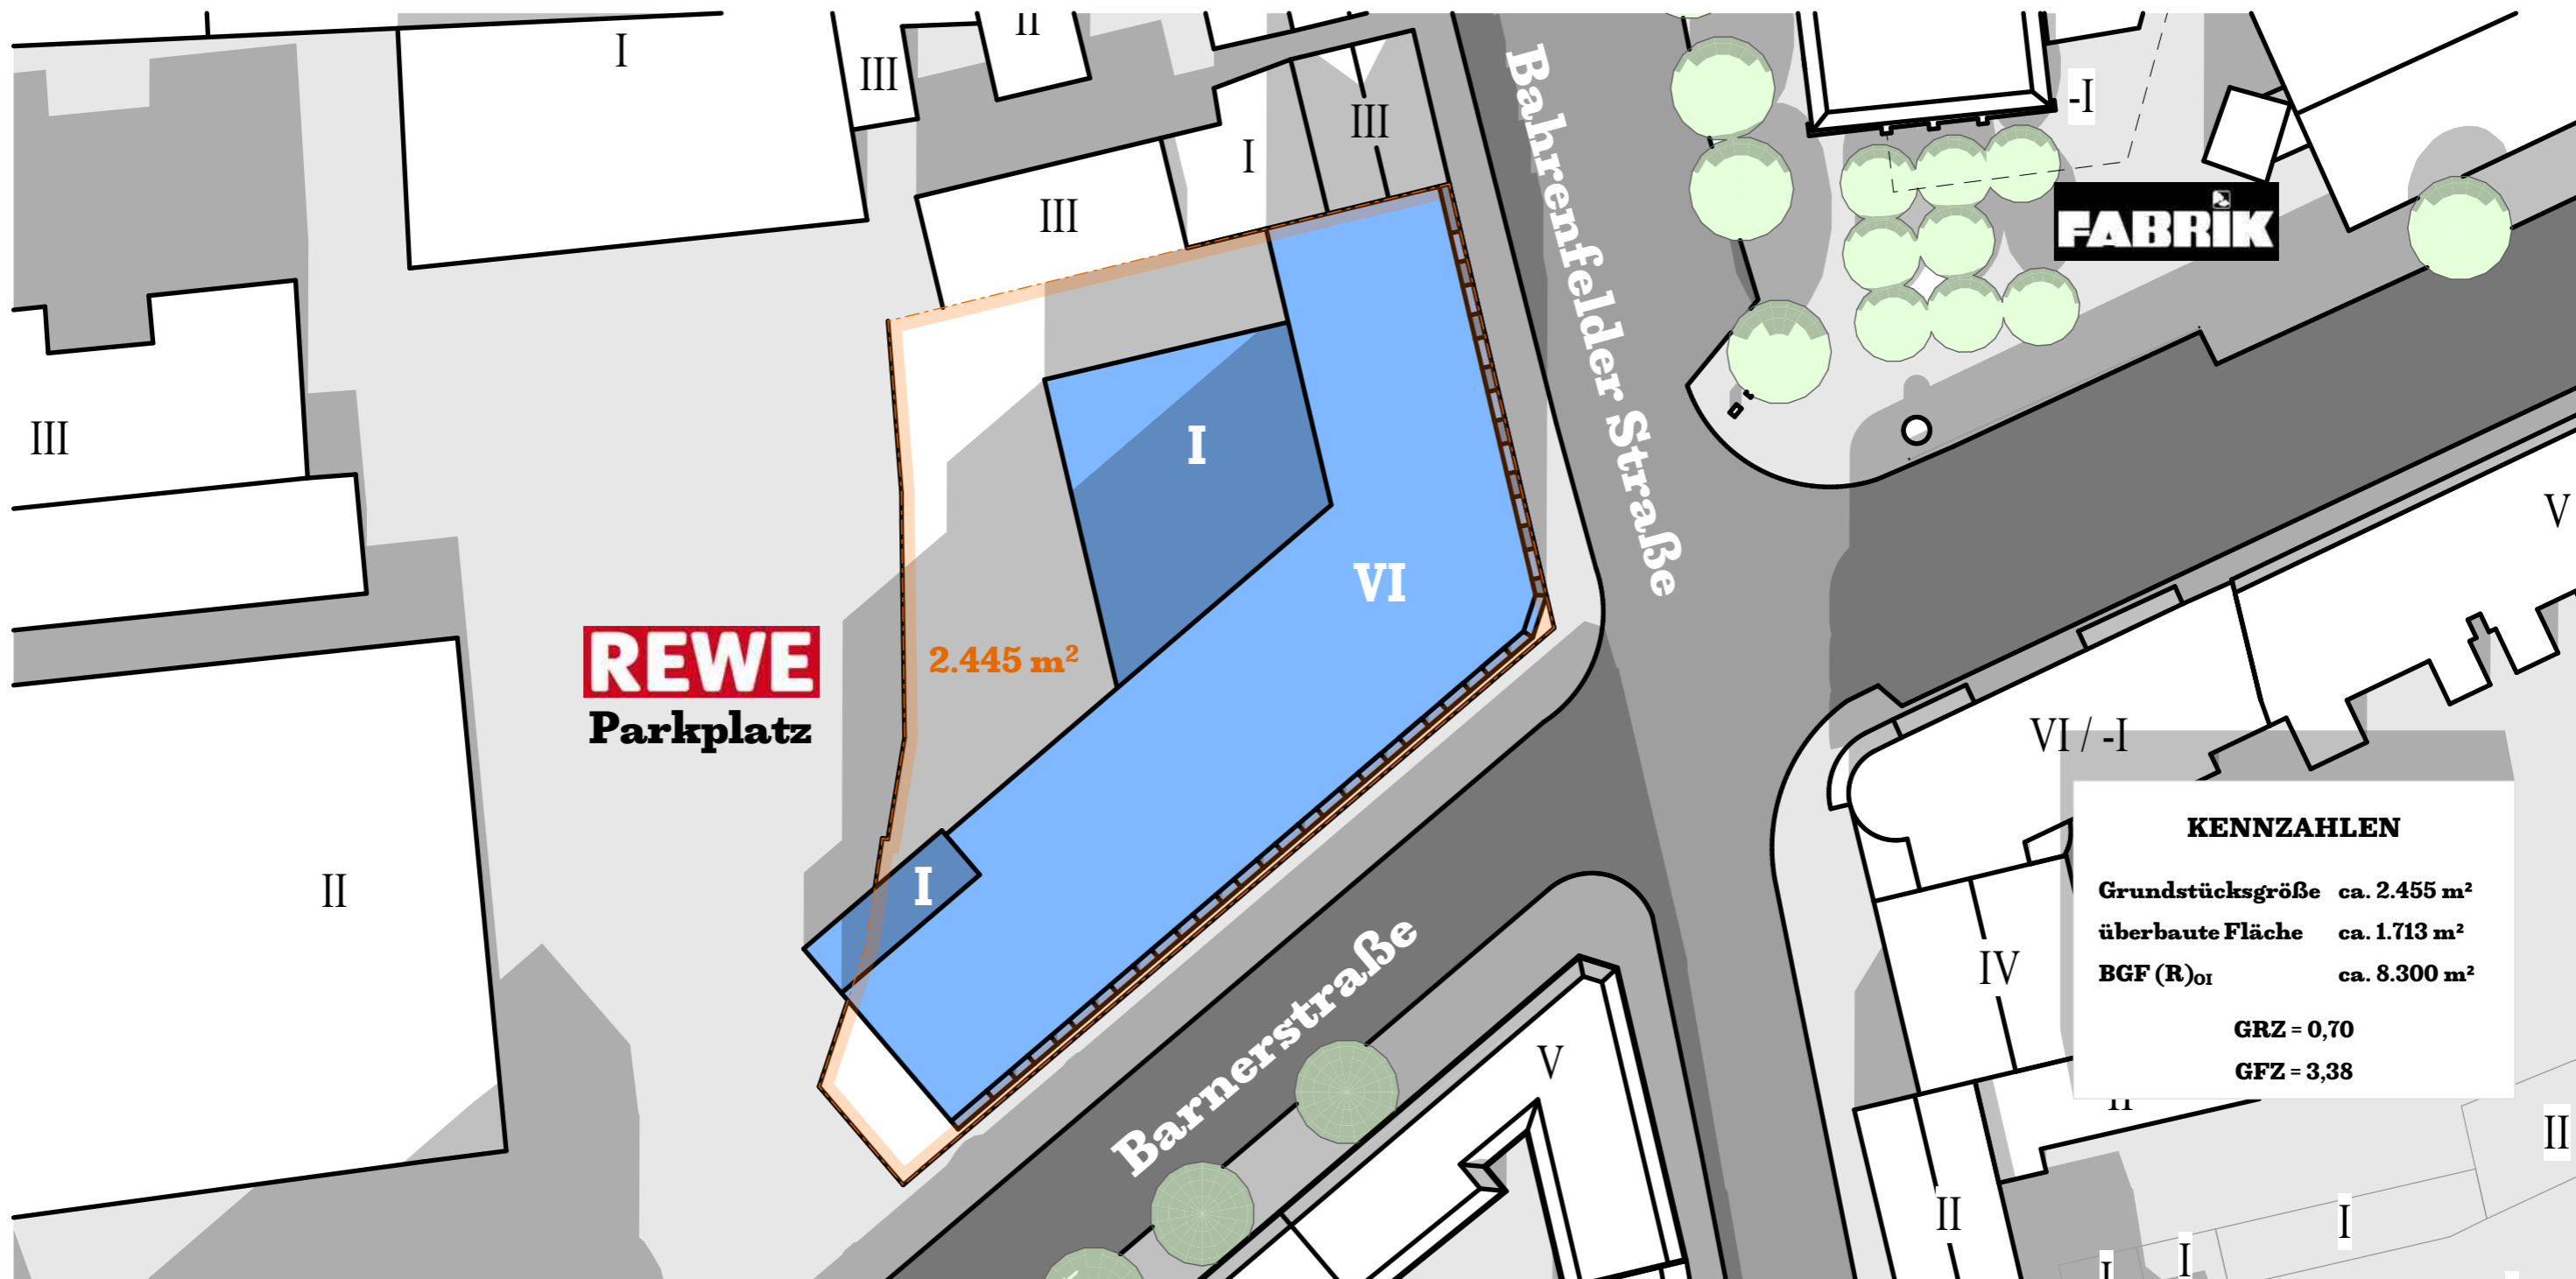 I
II
III
-I
III
I
III
FABRIK
Bahrenfelder Straße
III
I
V
VI
REWE
Parkplatz
2.445 m²
VI / -I
KENNZAHLEN
Grundstücksgröße ca. 2.455 m²
überbaute Fläche ca. 1.713 m²
BGF (R)OI ca. 8.300 m²
GRZ = 0,70
GFZ = 3,38
II
I
IV
Barnerstraße
V
II
II
II
I
I
I